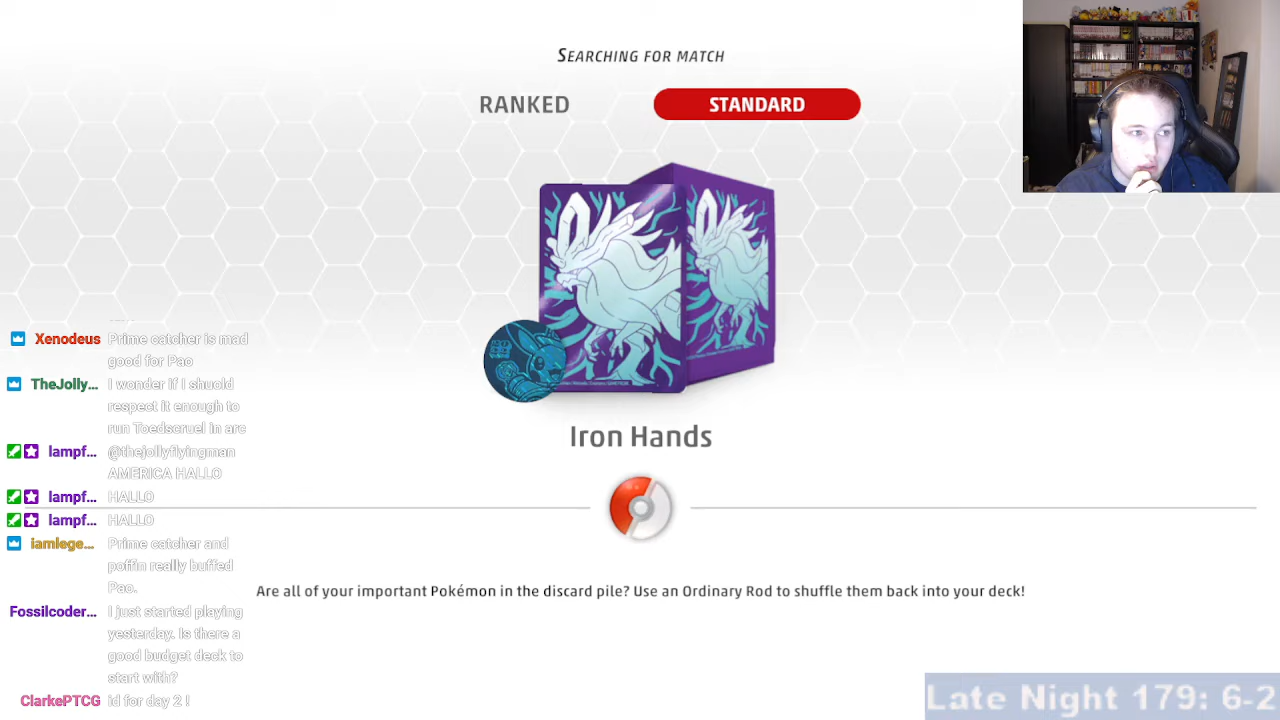 SEARCHING FOR MATCH
RANKED
STANDARD
Iron Hands
Are all of your important Pokémon in the discard pile? Use an Ordinary Rod to shuffle them back into your deck!
Xenodeus Prime catcher is mad
good for Pao
TheJolly... I wonder if I shuold
respect it enough to
run Toedscruel in arc
lampf... @thejollyflyingman
AMERICA HALLO
lampf... HALLO
lampf... HALLO
iamlege... Prime catcher and
poffin really buffed
Pao.
Fossilcoder... I just started playing
yesterday. Is there a
good budget deck to
start with?
ClarkePTCG id for day 2 !
Late Night 179: 6-2